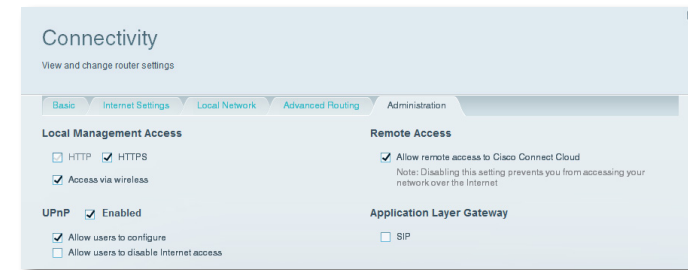 Connectivity
View and change router settings
Basic Internet Settings Local Network Advanced Routing Administration
Local Management Access
HTTP HTTPS
Access via wireless
UPnP Enabled
Allow users to configure
Allow users to disable Internet access
Remote Access
Allow remote access to Cisco Connect Cloud
Note: Disabling this setting prevents you from accessing your
network over the Internet
Application Layer Gateway
SIP